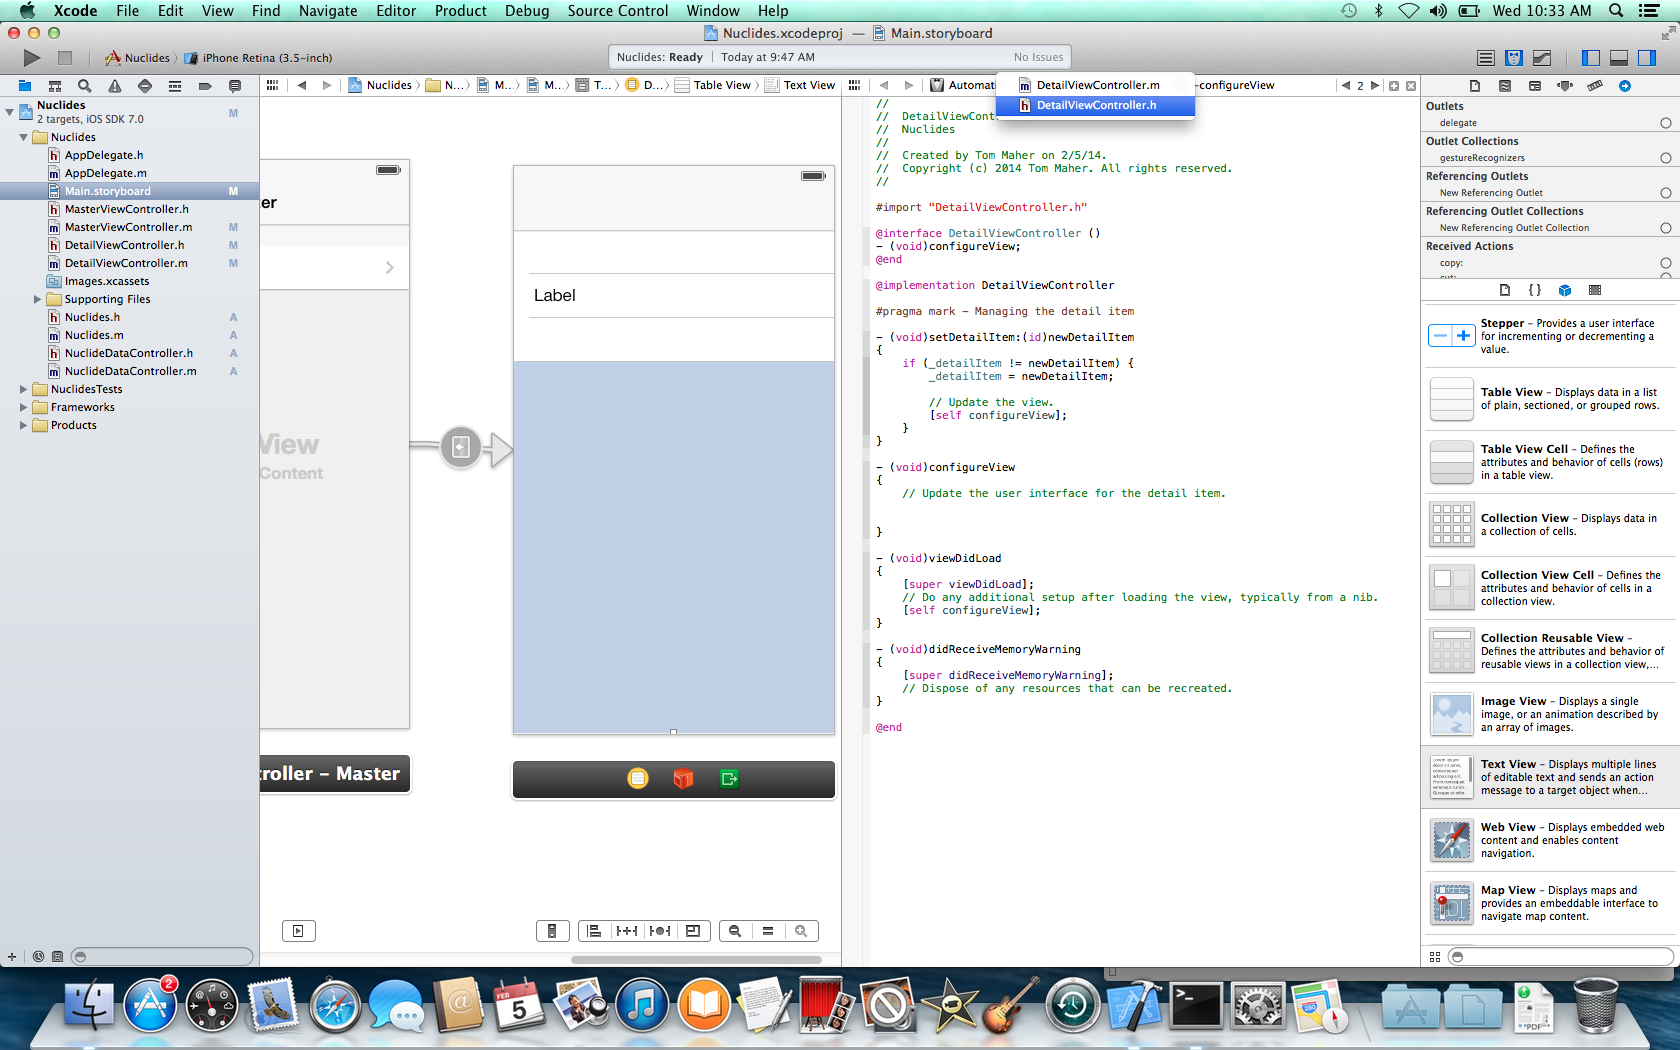 Xcode File Edit View Find Navigate Editor Product Debug Source Control Window Help Wed 10:33 AM
Nuclides.xcodeproj — Main.storyboard
Nuclides iPhone Retina (3.5-inch)
Nuclides: Ready Today at 9:47 AM No Issues
Nuclides N... M... M... T... D... Table View Text View
-configureView 2
DetailViewController.m
DetailViewController.h
Nuclides M
2 targets, iOS SDK 7.0
Nuclides
AppDelegate.h
AppDelegate.m
Main.storyboard M
MasterViewController.h
MasterViewController.m M
DetailViewController.h M
DetailViewController.m M
Images.xcassets
Supporting Files
Nuclides.h A
Nuclides.m A
NuclideDataController.h A
NuclideDataController.m A
NuclidesTests
Frameworks
Products
Label
//
//
// Nuclides
//
// Created by Tom Maher on 2/5/14.
// Copyright (c) 2014 Tom Maher. All rights reserved.
//
#import "DetailViewController.h"
@interface DetailViewController ()
- (void)configureView;
@end
@implementation DetailViewController
#pragma mark - Managing the detail item
- (void)setDetailItem:(id)newDetailItem
{
if (_detailItem != newDetailItem) {
_detailItem = newDetailItem;
// Update the view.
[self configureView];
}
}
- (void)configureView
{
// Update the user interface for the detail item.
}
- (void)viewDidLoad
{
[super viewDidLoad];
// Do any additional setup after loading the view, typically from a nib.
[self configureView];
}
- (void)didReceiveMemoryWarning
{
[super didReceiveMemoryWarning];
// Dispose of any resources that can be recreated.
}
@end
View
Content
- Master
Outlets
delegate
Outlet Collections
gestureRecognizers
Referencing Outlets
New Referencing Outlet
Referencing Outlet Collections
New Referencing Outlet Collection
Received Actions
copy:
{ }
Stepper - Provides a user interface
for incrementing or decrementing a
value.
Table View - Displays data in a list
of plain, sectioned, or grouped rows.
Table View Cell - Defines the
attributes and behavior of cells (rows)
in a table view.
Collection View - Displays data in
a collection of cells.
Collection View Cell - Defines the
attributes and behavior of cells in a
collection view.
Collection Reusable View -
Defines the attributes and behavior of
reusable views in a collection view,...
Image View - Displays a single
image, or an animation described by
an array of images.
Text View - Displays multiple lines
of editable text and sends an action
message to a target object when...
Web View - Displays embedded web
content and enables content
navigation.
Map View - Displays maps and
provides an embeddable interface to
navigate map content.
2
FEB
5
PDF